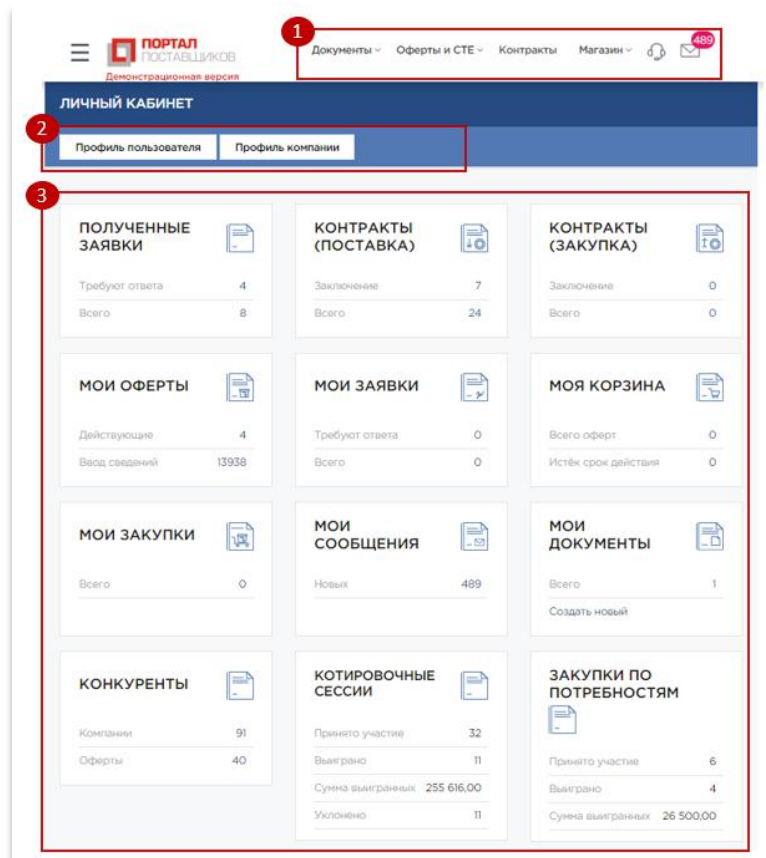 1
ПОРТАЛ
ПОСТАВЩИКОВ
Демонстрационная версия
Документы Оферты и СТЕ Контракты Магазин 489
ЛИЧНЫЙ КАБИНЕТ
2
Профиль пользователя Профиль компании
3
ПОЛУЧЕННЫЕ
ЗАЯВКИ
Требуют ответа 4
Всего 8
КОНТРАКТЫ
(ПОСТАВКА)
Заключение 7
Всего 24
КОНТРАКТЫ
(ЗАКУПКА)
Заключение 0
Всего 0
МОИ ОФЕРТЫ
Действующие 4
Ввод сведений 13938
МОИ ЗАЯВКИ
Требуют ответа 0
Всего 0
МОЯ КОРЗИНА
Всего оферт 0
Истёк срок действия 0
МОИ ЗАКУПКИ
Всего 0
МОИ
СООБЩЕНИЯ
Новых 489
МОИ
ДОКУМЕНТЫ
Всего 1
Создать новый
КОНКУРЕНТЫ
Компании 91
Оферты 40
КОТИРОВОЧНЫЕ
СЕССИИ
Принято участие 32
Выиграно 11
Сумма выигранных 255 616,00
Уклонено 11
ЗАКУПКИ ПО
ПОТРЕБНОСТЯМ
Принято участие 6
Выиграно 4
Сумма выигранных 26 500,00